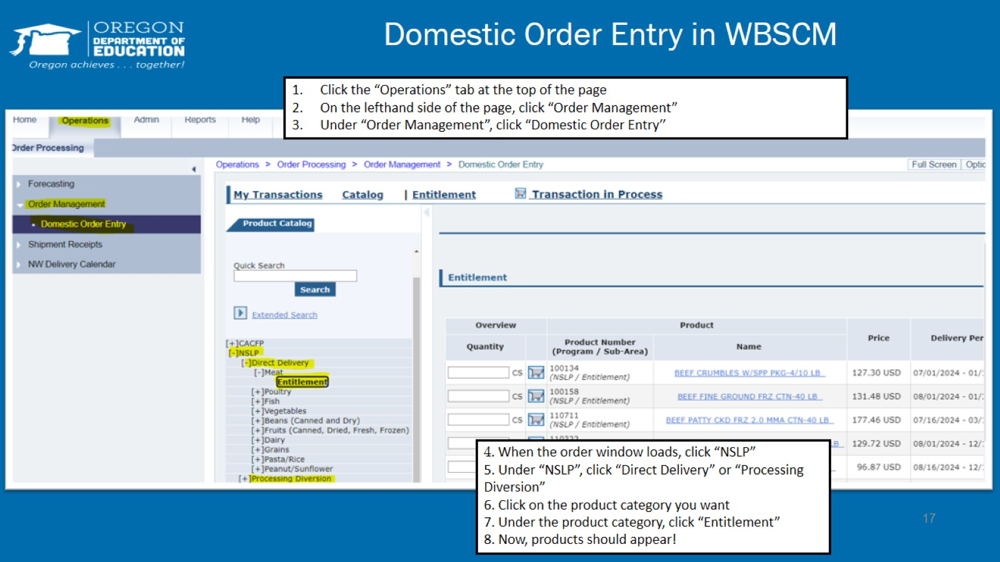 OREGON
DEPARTMENT OF
EDUCATION
Oregon achieves . . . together!
Domestic Order Entry in WBSCM
1. Click the “Operations” tab at the top of the page
2. On the lefthand side of the page, click “Order Management”
3. Under “Order Management”, click “Domestic Order Entry”
Home Operations Admin Reports Help
Order Processing
Operations > Order Processing > Order Management > Domestic Order Entry
Full Screen
Forecasting
Order Management
Domestic Order Entry
Shipment Receipts
NW Delivery Calendar
My Transactions Catalog | Entitlement Transaction in Process
Product Catalog
Quick Search
Search
Extended Search
[+]CACFP
[-]NSLP
[-]Direct Delivery
[-]Meat
Entitlement
[+]Poultry
[+]Fish
[+]Vegetables
[+]Beans (Canned and Dry)
[+]Fruits (Canned, Dried, Fresh, Frozen)
[+]Dairy
[+]Grains
[+]Pasta/Rice
[+]Peanut/Sunflower
[+]Processing Diversion
Entitlement
Overview Product Price Delivery Per
Quantity Product Number Name
(Program / Sub-Area)
CS 100134 BEEF CRUMBLES W/SPP PKG-4/10 LB 127.30 USD 07/01/2024 - 01/
(NSLP / Entitlement)
CS 100158 BEEF FINE GROUND FRZ CTN-40 LB 131.48 USD 08/01/2024 - 01/
(NSLP / Entitlement)
CS 110711 BEEF PATTY CKD FRZ 2.0 MMA CTN-40 LB 177.46 USD 07/16/2024 - 03/
(NSLP / Entitlement)
LB 129.72 USD 08/01/2024 - 12/
96.87 USD 08/16/2024 - 12/
4. When the order window loads, click “NSLP”
5. Under “NSLP”, click “Direct Delivery” or “Processing
Diversion”
6. Click on the product category you want
7. Under the product category, click “Entitlement”
8. Now, products should appear!
17